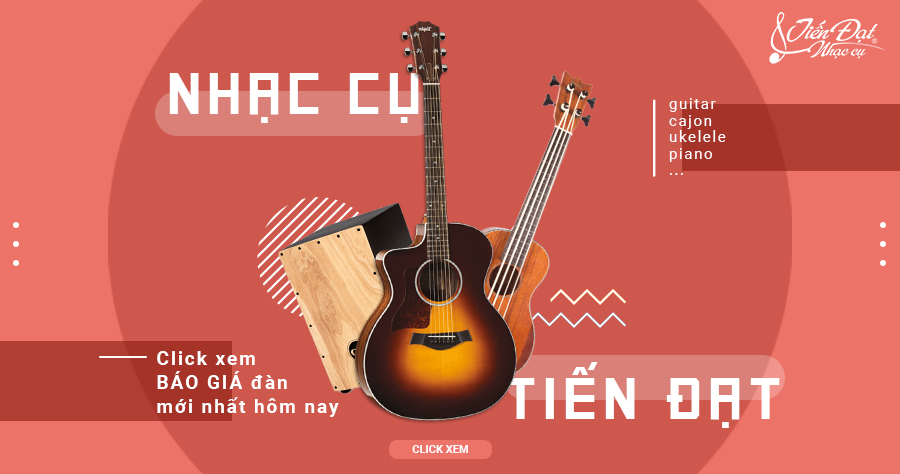 Tiến Đạt®
Nhạc cụ
NHẠC CỤ
guitar
cajon
ukelele
piano
...
Click xem
BÁO GIÁ đàn
mới nhất hôm nay
TIẾN ĐẠT
CLICK XEM